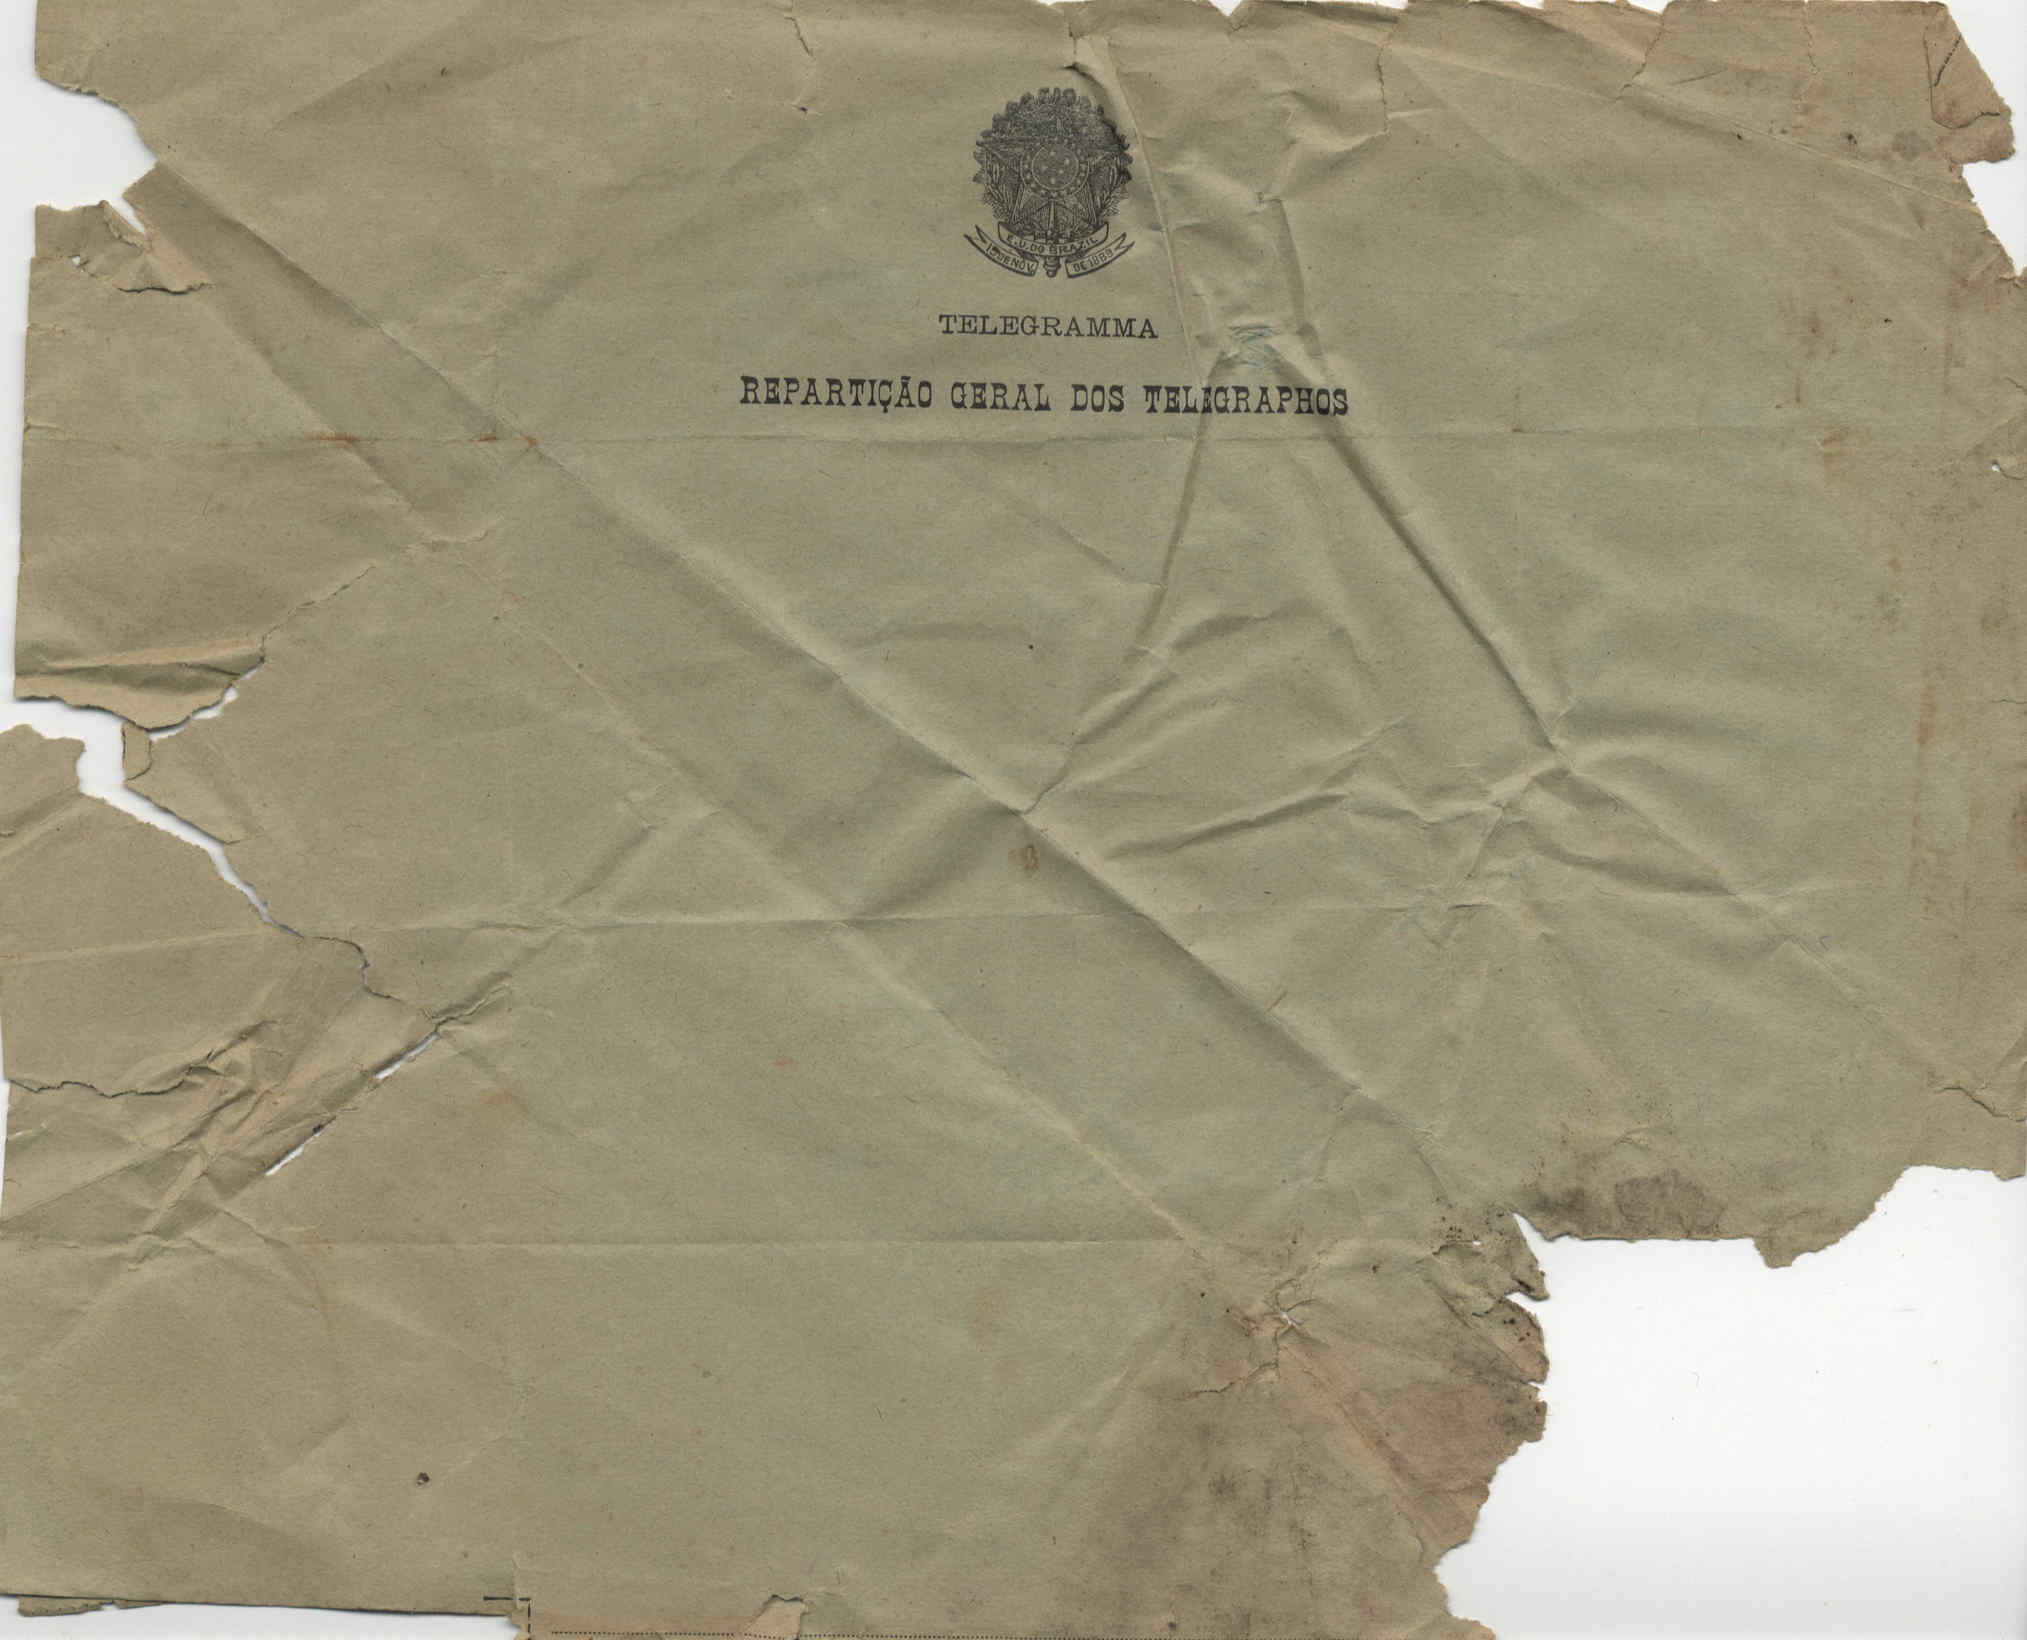 E.U. DO BRAZIL
15 DE NOV. DE 1889
TELEGRAMMA
REPARTIÇÃO GERAL DOS TELEGRAPHOS